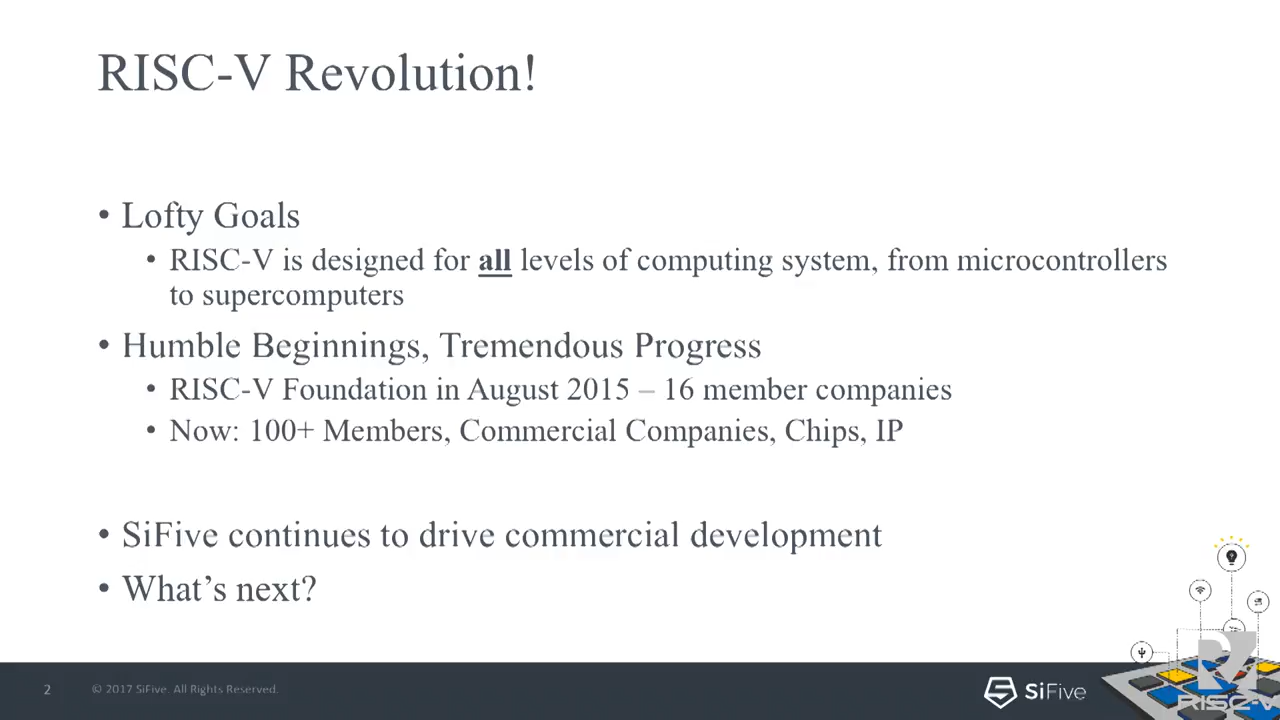 RISC-V Revolution!
• Lofty Goals
• RISC-V is designed for all levels of computing system, from microcontrollers
to supercomputers
• Humble Beginnings, Tremendous Progress
• RISC-V Foundation in August 2015 – 16 member companies
• Now: 100+ Members, Commercial Companies, Chips, IP
• SiFive continues to drive commercial development
• What’s next?
2
© 2017 SiFive. All Rights Reserved.
SiFive
RISC-V